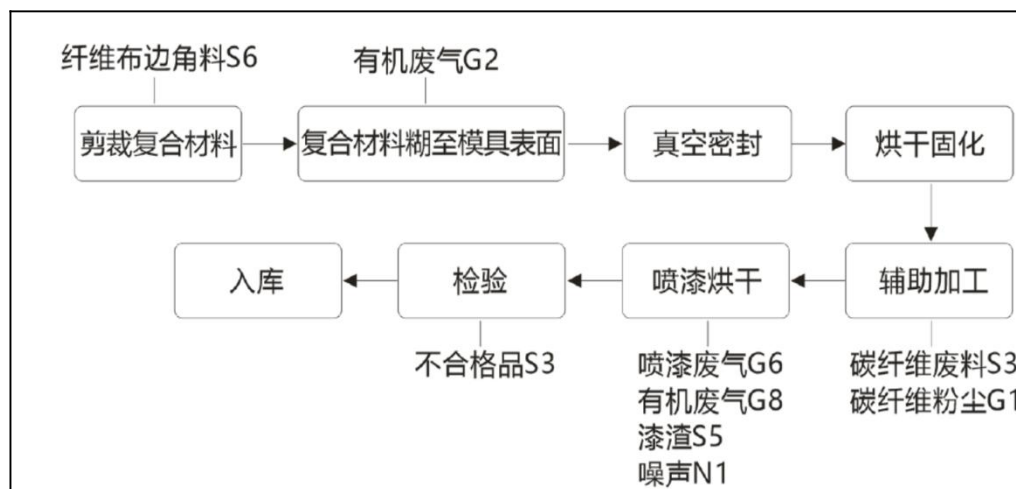 纤维布边角料S6
有机废气G2
剪裁复合材料
复合材料糊至模具表面
真空密封
烘干固化
入库
检验
喷漆烘干
辅助加工
不合格品S3
喷漆废气G6
有机废气G8
漆渣S5
噪声N1
碳纤维废料S3
碳纤维粉尘G1